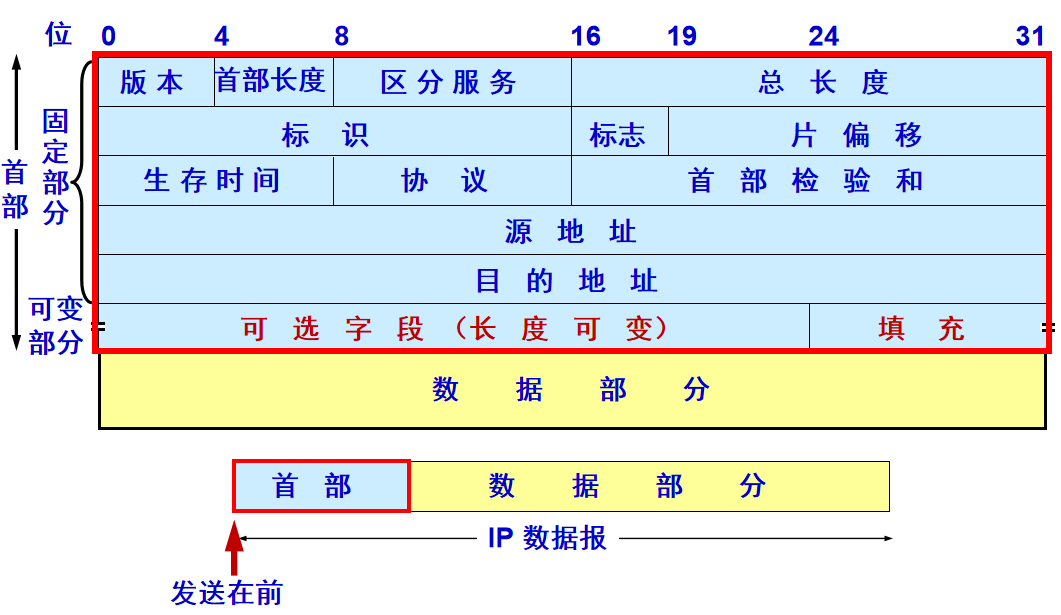 位 0 4 8 16 19 24 31
版本 首部长度 区分服务 总长度
标识 标志 片偏移
生存时间 协议 首部检验和
源地址
目的地址
可选字段（长度可变） 填充
数据部分
首部
固定部分
可变部分
首部 数据部分
IP 数据报
发送在前